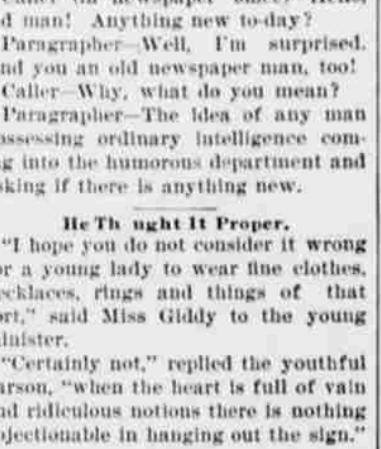 d man! Anything new to-day?
Paragrapher—Well, I'm surprised.
nd you an old newspaper man, too!
Caller—Why, what do you mean?
Paragrapher—The idea of any man
ossessing ordinary intelligence com-
g into the humorous department and
sking if there is anything new.
He Th ught It Proper.
"I hope you do not consider it wrong
or a young lady to wear fine clothes,
ecklaces, rings and things of that
ort," said Miss Giddy to the young
inister.
"Certainly not," replied the youthful
arson, "when the heart is full of vain
nd ridiculous notions there is nothing
bjectionable in hanging out the sign."